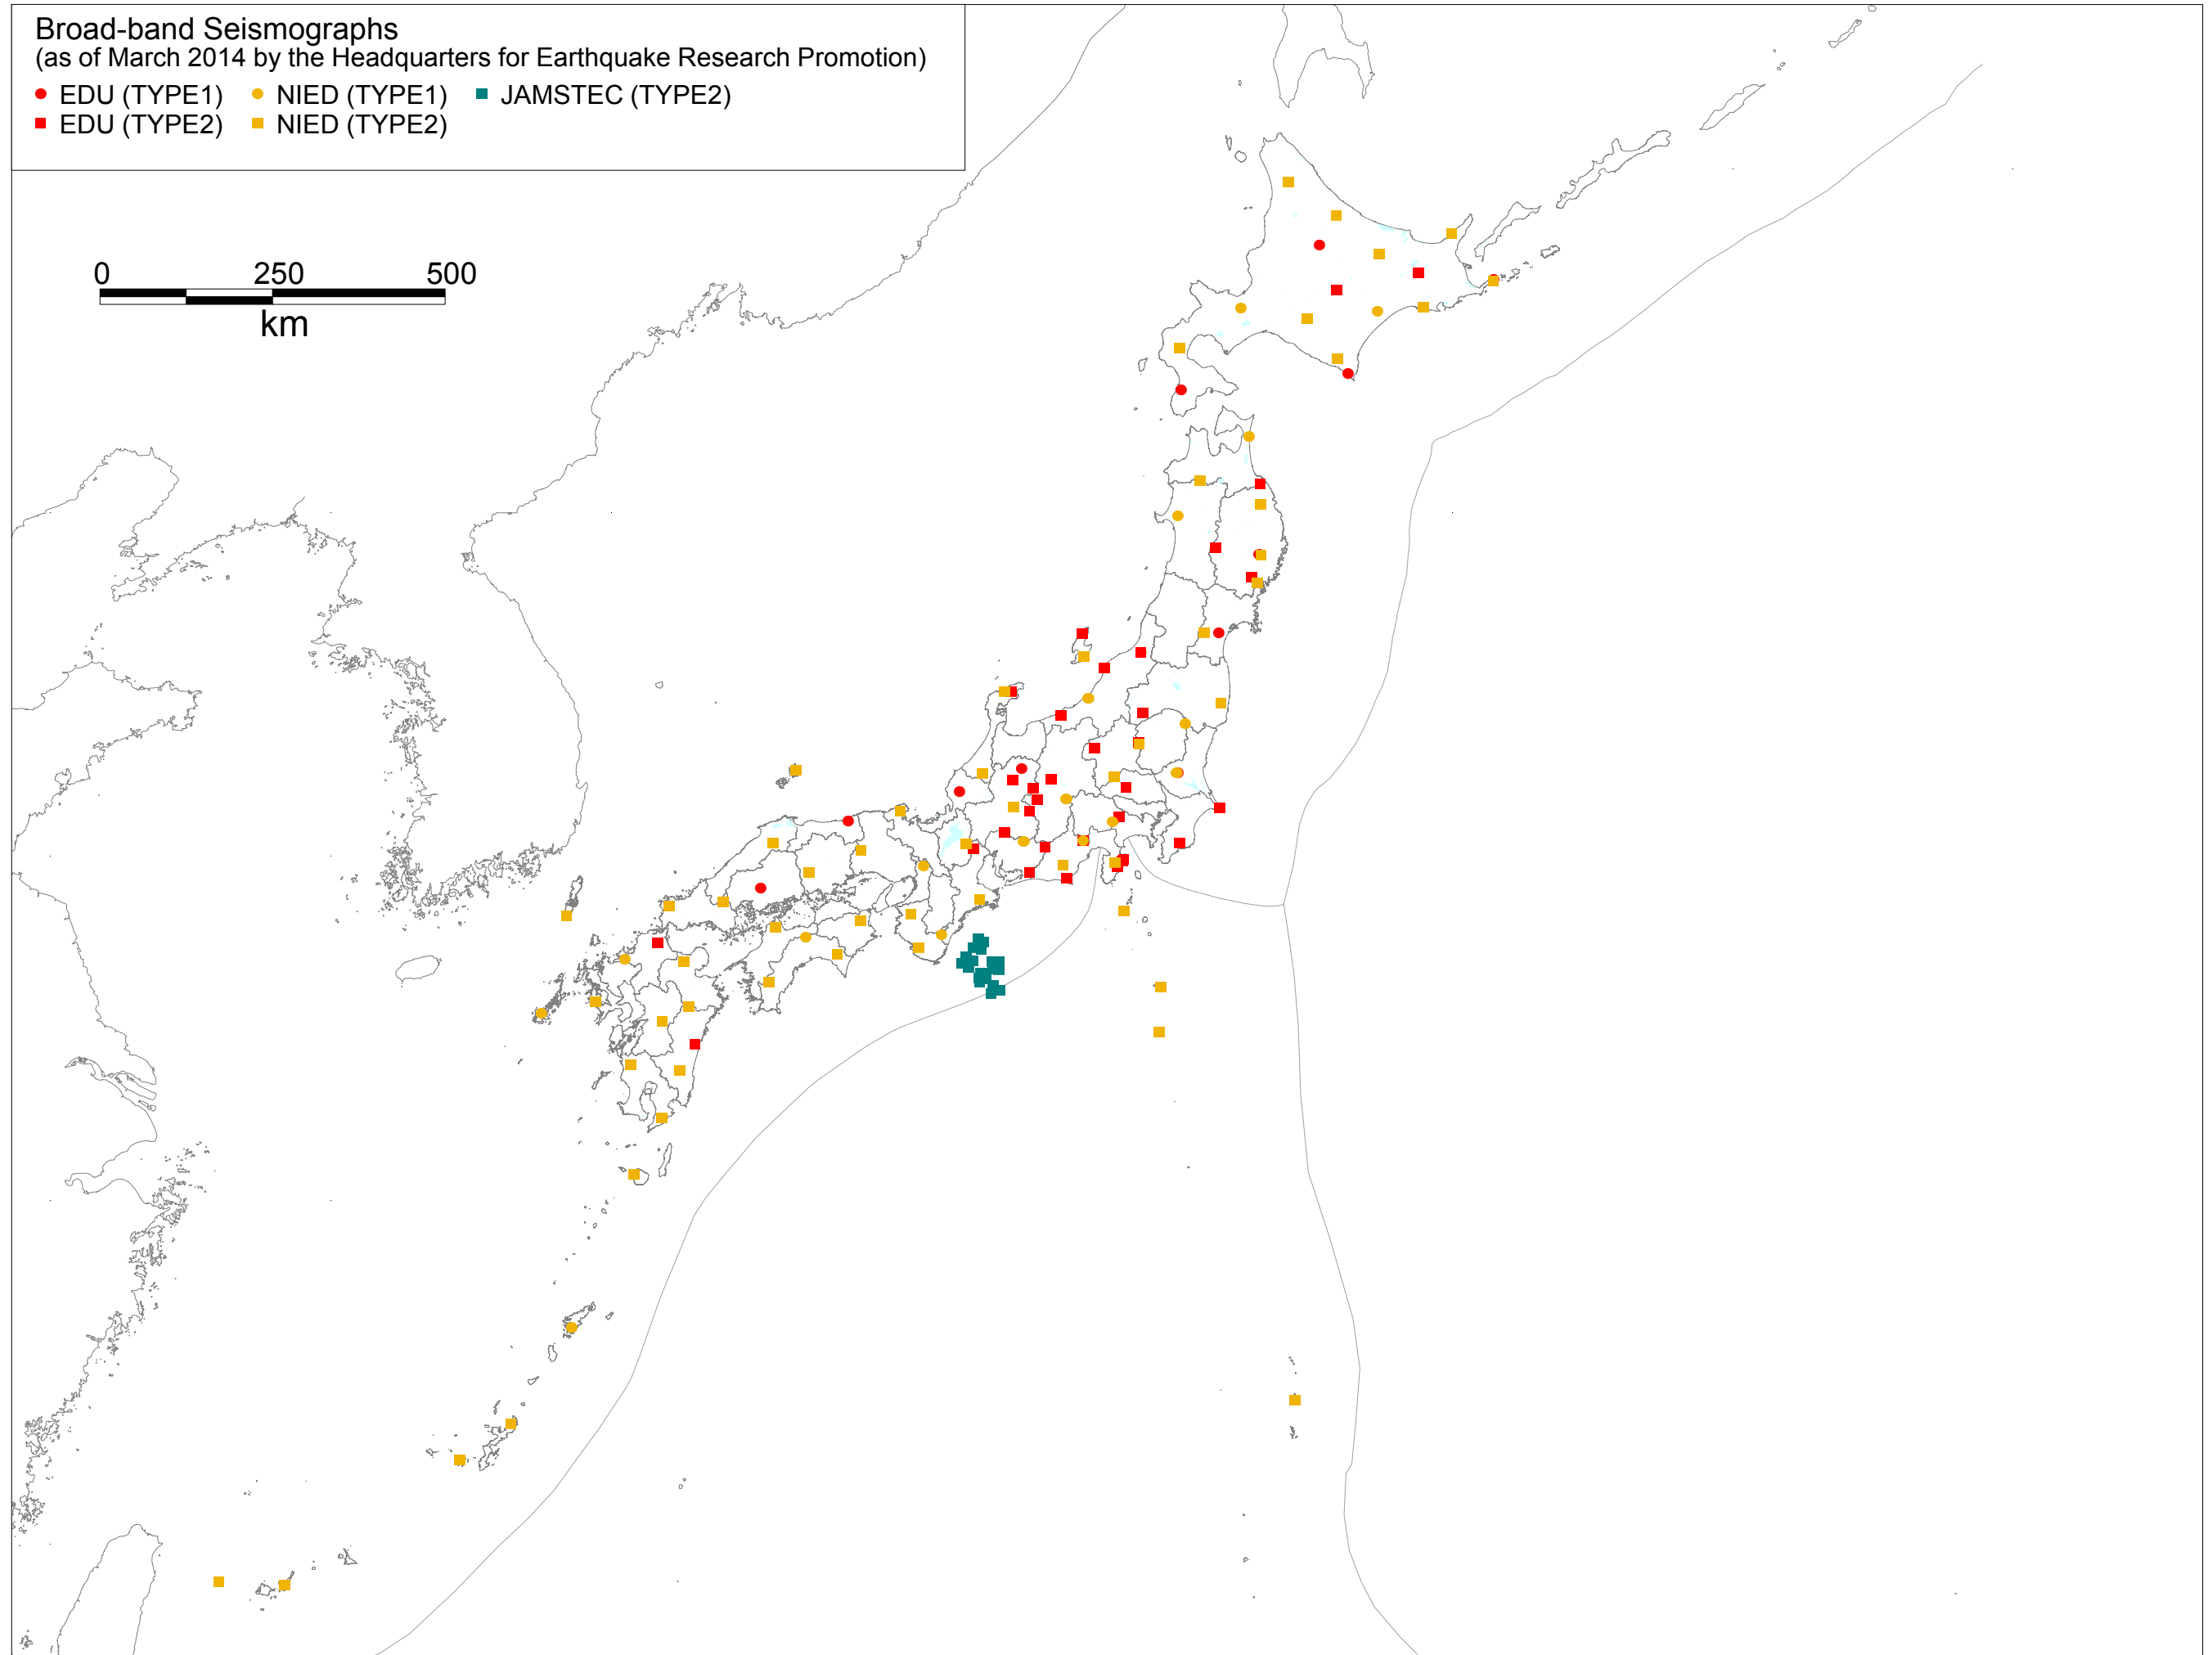 Broad-band Seismographs
(as of March 2014 by the Headquarters for Earthquake Research Promotion)
EDU (TYPE1) NIED (TYPE1) JAMSTEC (TYPE2)
EDU (TYPE2) NIED (TYPE2)
0 250 500
km